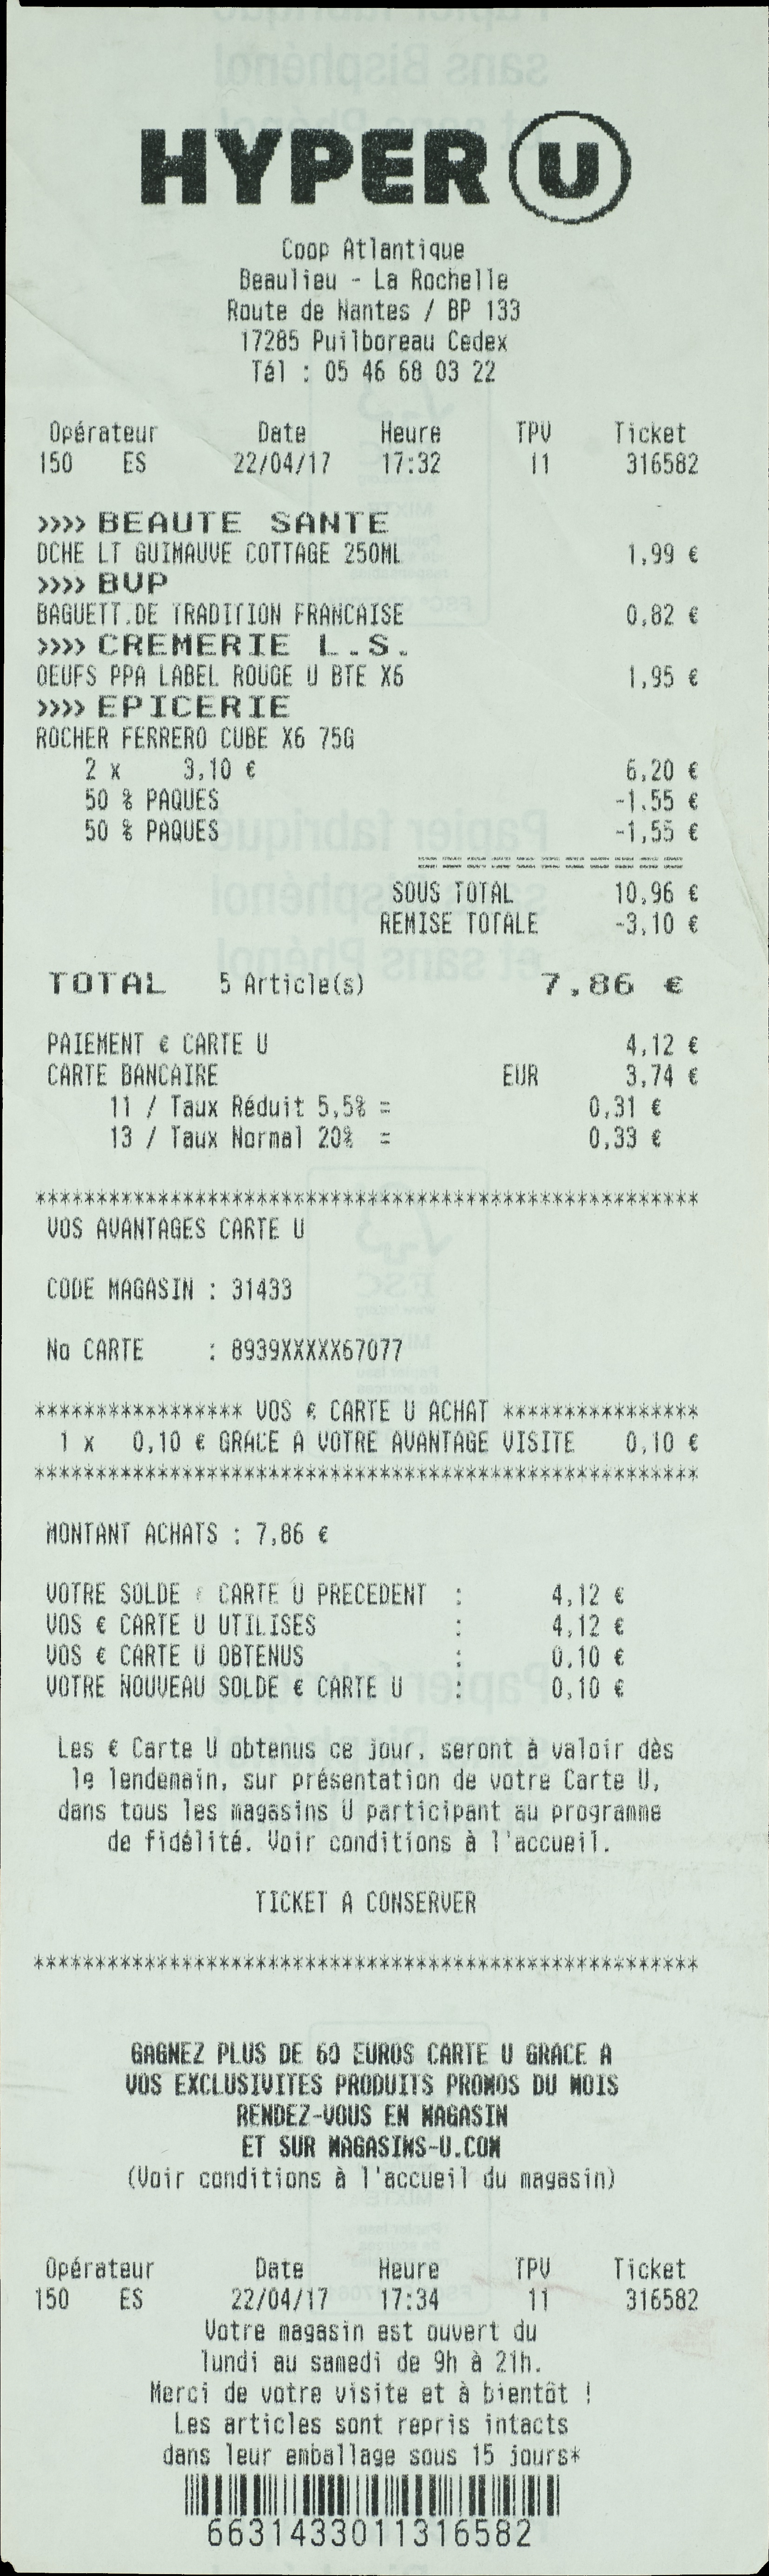 HYPER U
Coop Atlantique
Beaulieu - La Rochelle
Route de Nantes / BP 133
17285 Puilboreau Cedex
Tél : 05 46 68 03 22
Opérateur Date Heure TPV Ticket
150 ES 22/04/17 17:32 11 316582
»»» BEAUTE SANTE
DCHE LT GUIMAUVE COTTAGE 250ML 1,99 €
»»» BVP
BAGUETT.DE TRADITION FRANCAISE 0,82 €
»»» CREMERIE L.S.
OEUFS PPA LABEL ROUGE U BTE X6 1,95 €
»»» EPICERIE
ROCHER FERRERO CUBE X6 75G
2 x 3,10 € 6,20 €
50 % PAQUES -1,55 €
50 % PAQUES -1,55 €
SOUS TOTAL 10,96 €
REMISE TOTALE -3,10 €
TOTAL 5 Article(s) 7,86 €
PAIEMENT € CARTE U 4,12 €
CARTE BANCAIRE EUR 3,74 €
11 / Taux Réduit 5,5% = 0,31 €
13 / Taux Normal 20% = 0,33 €
******************************************************
VOS AVANTAGES CARTE U
CODE MAGASIN : 31433
No CARTE : 8939XXXXX67077
***************** VOS € CARTE U ACHAT ****************
1 x 0,10 € GRACE A VOTRE AVANTAGE VISITE 0,10 €
******************************************************
MONTANT ACHATS : 7,86 €
VOTRE SOLDE € CARTE U PRECEDENT : 4,12 €
VOS € CARTE U UTILISES : 4,12 €
VOS € CARTE U OBTENUS : 0,10 €
VOTRE NOUVEAU SOLDE € CARTE U : 0,10 €
Les € Carte U obtenus ce jour, seront à valoir dès
le lendemain, sur présentation de votre Carte U,
dans tous les magasins U participant au programme
de fidélité. Voir conditions à l'accueil.
TICKET A CONSERVER
******************************************************
GAGNEZ PLUS DE 60 EUROS CARTE U GRACE A
VOS EXCLUSIVITES PRODUITS PROMOS DU MOIS
RENDEZ-VOUS EN MAGASIN
ET SUR MAGASINS-U.COM
(Voir conditions à l'accueil du magasin)
Opérateur Date Heure TPV Ticket
150 ES 22/04/17 17:34 11 316582
Votre magasin est ouvert du
lundi au samedi de 9h à 21h.
Merci de votre visite et à bientôt !
Les articles sont repris intacts
dans leur emballage sous 15 jours*
6631433011316582